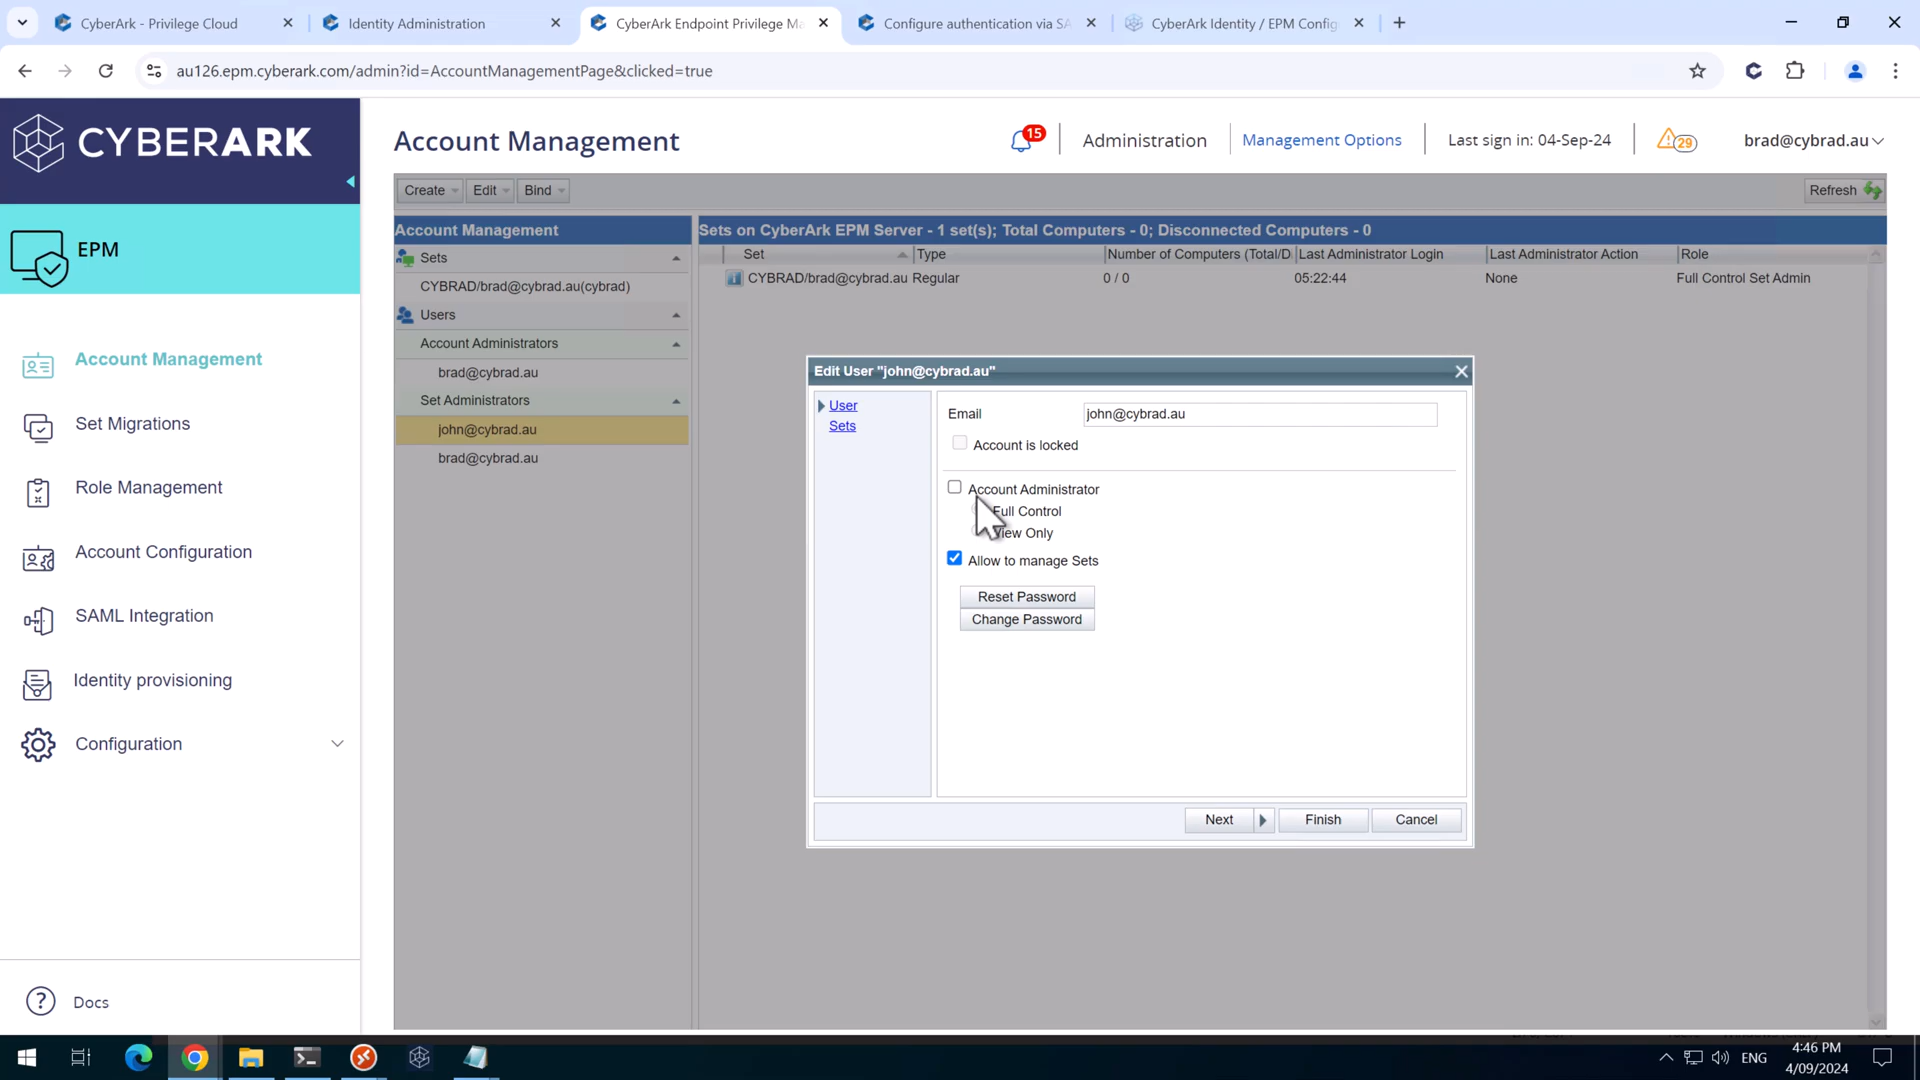 CyberArk - Privilege Cloud
Identity Administration
CyberArk Endpoint Privilege Ma
Configure authentication via SA
CyberArk Identity / EPM Config
au126.epm.cyberark.com/admin?id=AccountManagementPage&clicked=true
CYBERARK
Account Management
15
Administration
Management Options
Last sign in: 04-Sep-24
29
brad@cybrad.au
EPM
Create
Edit
Bind
Refresh
Account Management
Set Migrations
Role Management
Account Configuration
SAML Integration
Identity provisioning
Configuration
Docs
Account Management
Sets
CYBRAD/brad@cybrad.au(cybrad)
Users
Account Administrators
brad@cybrad.au
Set Administrators
john@cybrad.au
brad@cybrad.au
Sets on CyberArk EPM Server - 1 set(s); Total Computers - 0; Disconnected Computers - 0
Set Type Number of Computers (Total/D Last Administrator Login Last Administrator Action Role
CYBRAD/brad@cybrad.au Regular 0 / 0 05:22:44 None Full Control Set Admin
Edit User "john@cybrad.au"
User
Sets
Email john@cybrad.au
Account is locked
Account Administrator
Full Control
View Only
Allow to manage Sets
Reset Password
Change Password
Next
Finish
Cancel
ENG
4:46 PM
4/09/2024